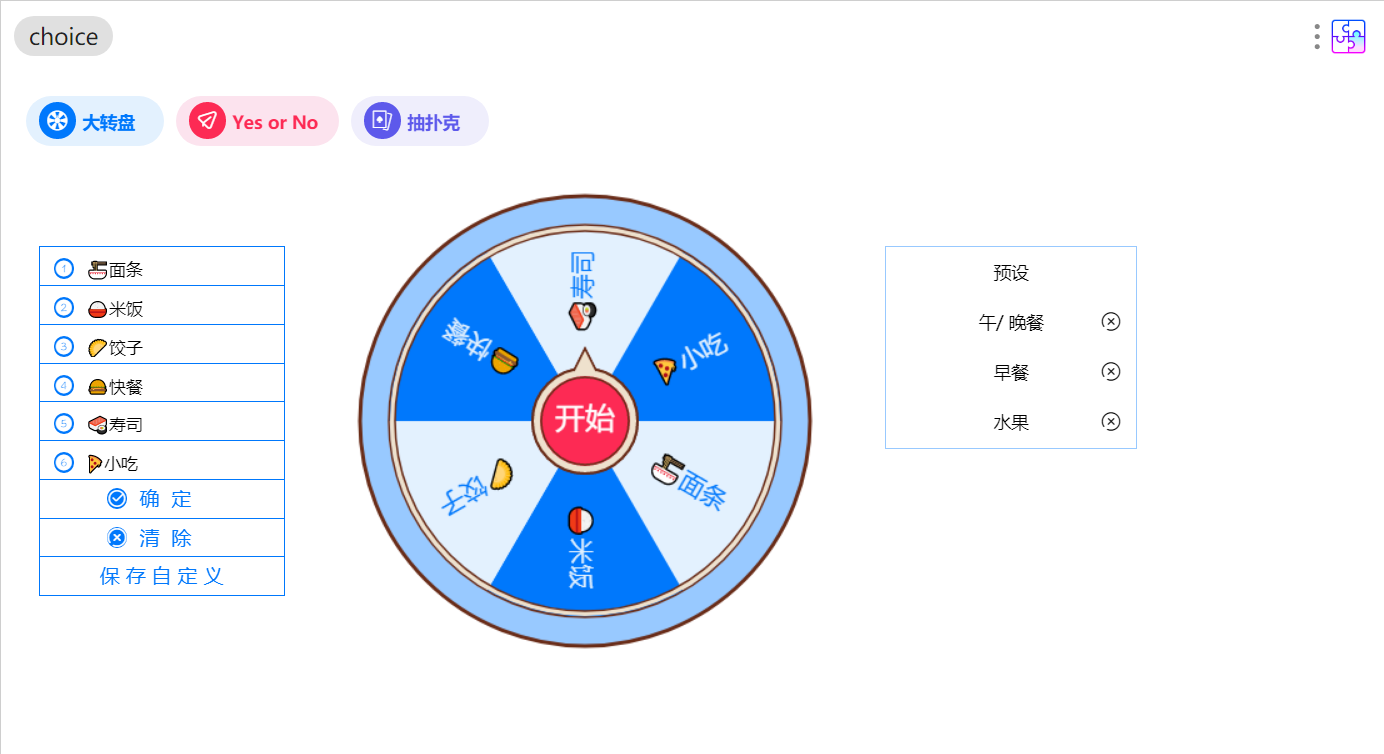 choice
大转盘
Yes or No
抽扑克
1 面条
2 米饭
3 饺子
4 快餐
5 寿司
6 小吃
确 定
清 除
保 存 自 定 义
寿司
小吃
面条
米饭
饺子
快餐
开始
预设
午/ 晚餐
早餐
水果